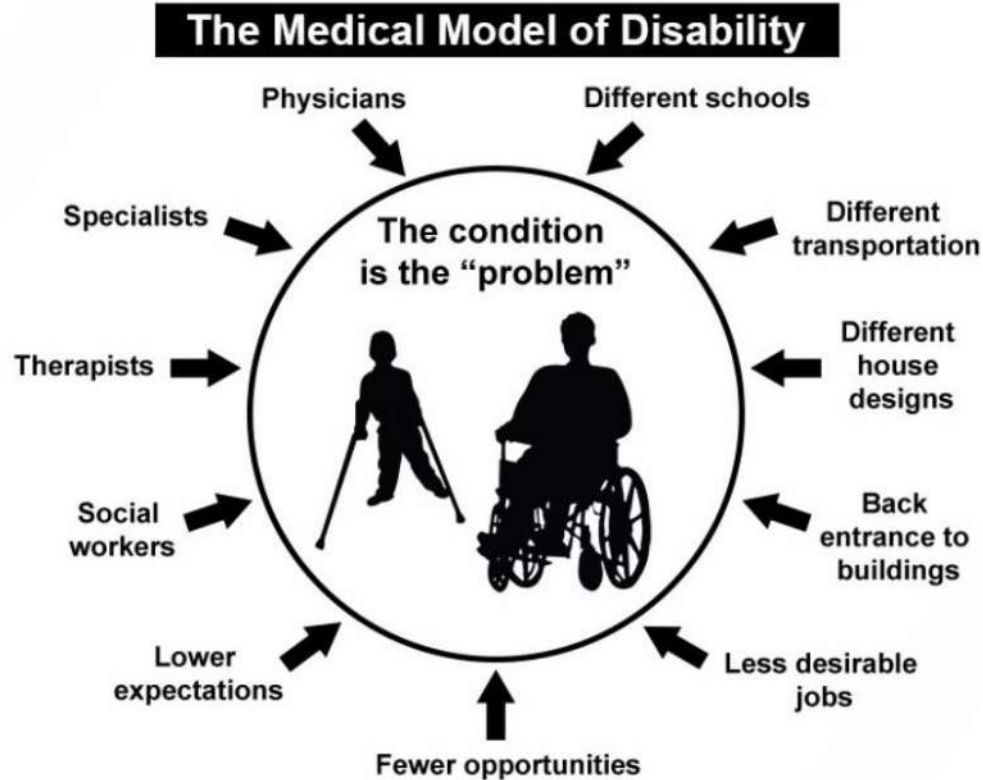 The Medical Model of Disability
Physicians
Different schools
Specialists
Different
transportation
The condition
is the “problem”
Therapists
Different
house
designs
Social
workers
Back
entrance to
buildings
Lower
expectations
Less desirable
jobs
Fewer opportunities